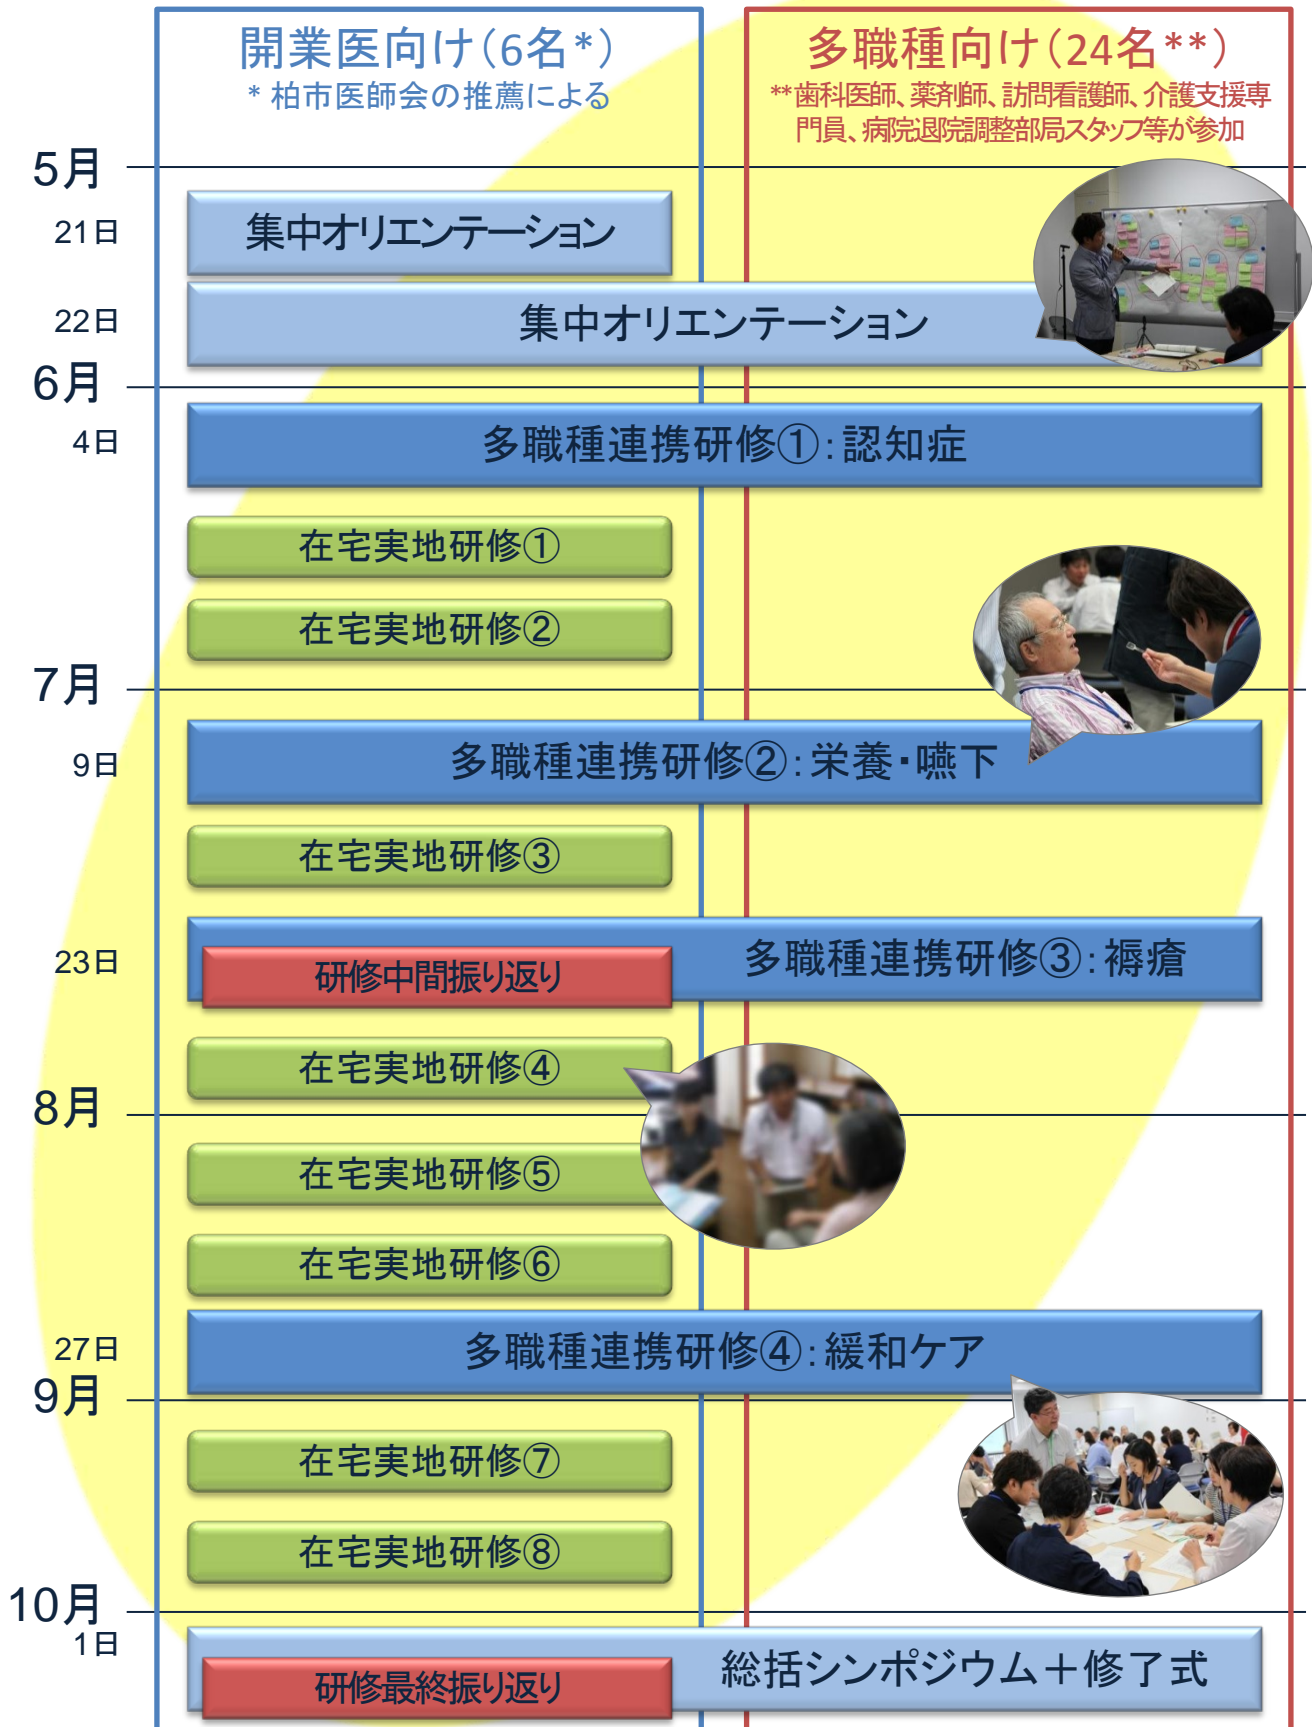 開業医向け(6名*)
* 柏市医師会の推薦による
多職種向け(24名**)
**歯科医師、薬剤師、訪問看護師、介護支援専
門員、病院退院調整部局スタッフ等が参加
5月
21日
集中オリエンテーション
22日
集中オリエンテーション
6月
4日
多職種連携研修①:認知症
在宅実地研修①
在宅実地研修②
7月
9日
多職種連携研修②:栄養・嚥下
在宅実地研修③
23日
研修中間振り返り
多職種連携研修③:褥瘡
在宅実地研修④
8月
在宅実地研修⑤
在宅実地研修⑥
27日
多職種連携研修④:緩和ケア
9月
在宅実地研修⑦
在宅実地研修⑧
10月
1日
研修最終振り返り
総括シンポジウム+修了式